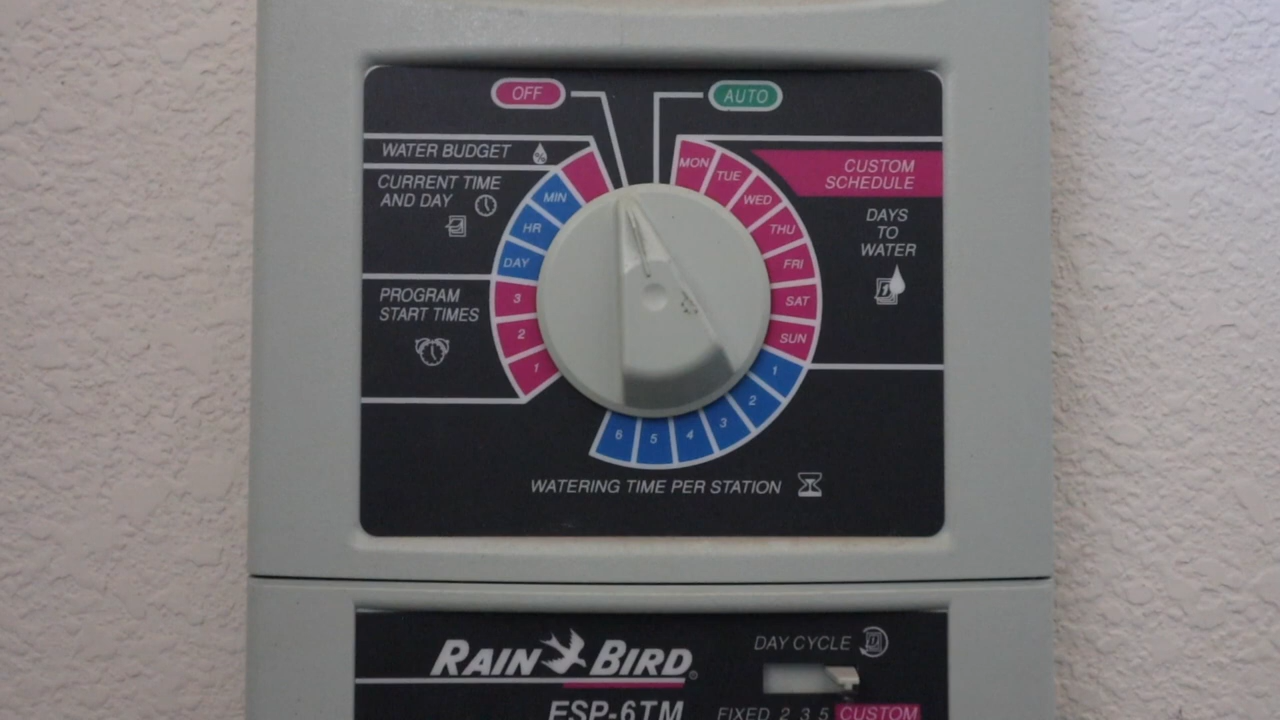 OFF
AUTO
WATER BUDGET %
CURRENT TIME
AND DAY
MIN
HR
DAY
PROGRAM
START TIMES
3
2
1
MON
TUE
WED
THU
FRI
SAT
SUN
CUSTOM
SCHEDULE
DAYS
TO
WATER
1
2
3
4
5
6
WATERING TIME PER STATION
RAIN BIRD®
DAY CYCLE
ESP-6TM
FIXED 2 3 5 CUSTOM